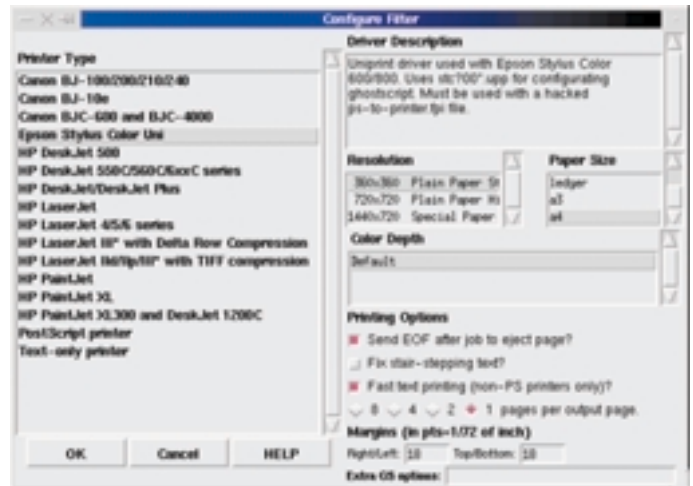 Configure Filter
Printer Type
Canon BJ-100/200/210/240
Canon BJ-10e
Canon BJC-600 and BJC-4000
Epson Stylus Color Uni
HP DeskJet 500
HP DeskJet 550C/560C/6xxC series
HP DeskJet/DeskJet Plus
HP LaserJet
HP LaserJet 4/5/6 series
HP LaserJet III* with Delta Row Compression
HP LaserJet IId/IIp/III* with TIFF compression
HP PaintJet
HP PaintJet XL
HP PaintJet XL300 and DeskJet 1200C
PostScript printer
Text-only printer
OK
Cancel
HELP
Driver Description
Uniprint driver used with Epson Stylus Color
600/800. Uses stc?00*.upp for configurating
ghostscript. Must be used with a hacked
ps-to-printer.fpi file.
Resolution
360x360 Plain Paper St
720x720 Plain Paper Hi
1440x720 Special Paper
Paper Size
ledger
a3
a4
Color Depth
Default
Printing Options
Send EOF after job to eject page?
Fix stair-stepping text?
Fast text printing (non-PS printers only)?
8 4 2 1 pages per output page.
Margins (in pts=1/72 of inch)
Right/Left: 18 Top/Bottom: 18
Extra GS options: